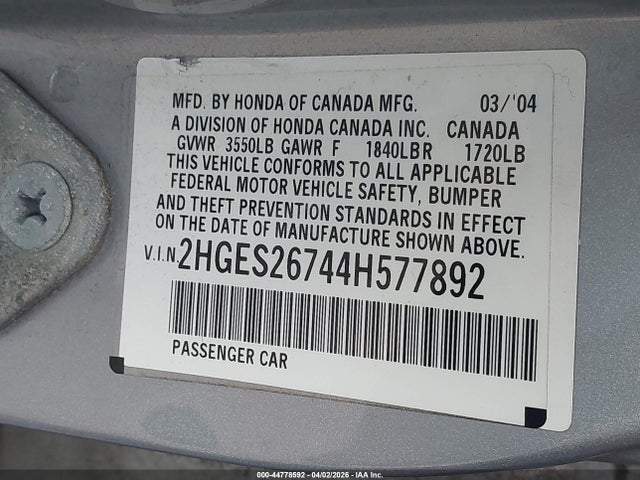 MFD. BY HONDA OF CANADA MFG. 03/'04
A DIVISION OF HONDA CANADA INC. CANADA
GVWR 3550LB GAWR F 1840LBR 1720LB
THIS VEHICLE CONFORMS TO ALL APPLICABLE
FEDERAL MOTOR VEHICLE SAFETY, BUMPER
AND THEFT PREVENTION STANDARDS IN EFFECT
ON THE DATE OF MANUFACTURE SHOWN ABOVE.
V.I.N. 2HGES26744H577892
PASSENGER CAR
000-44778592 - 04/02/2026 - IAA Inc.